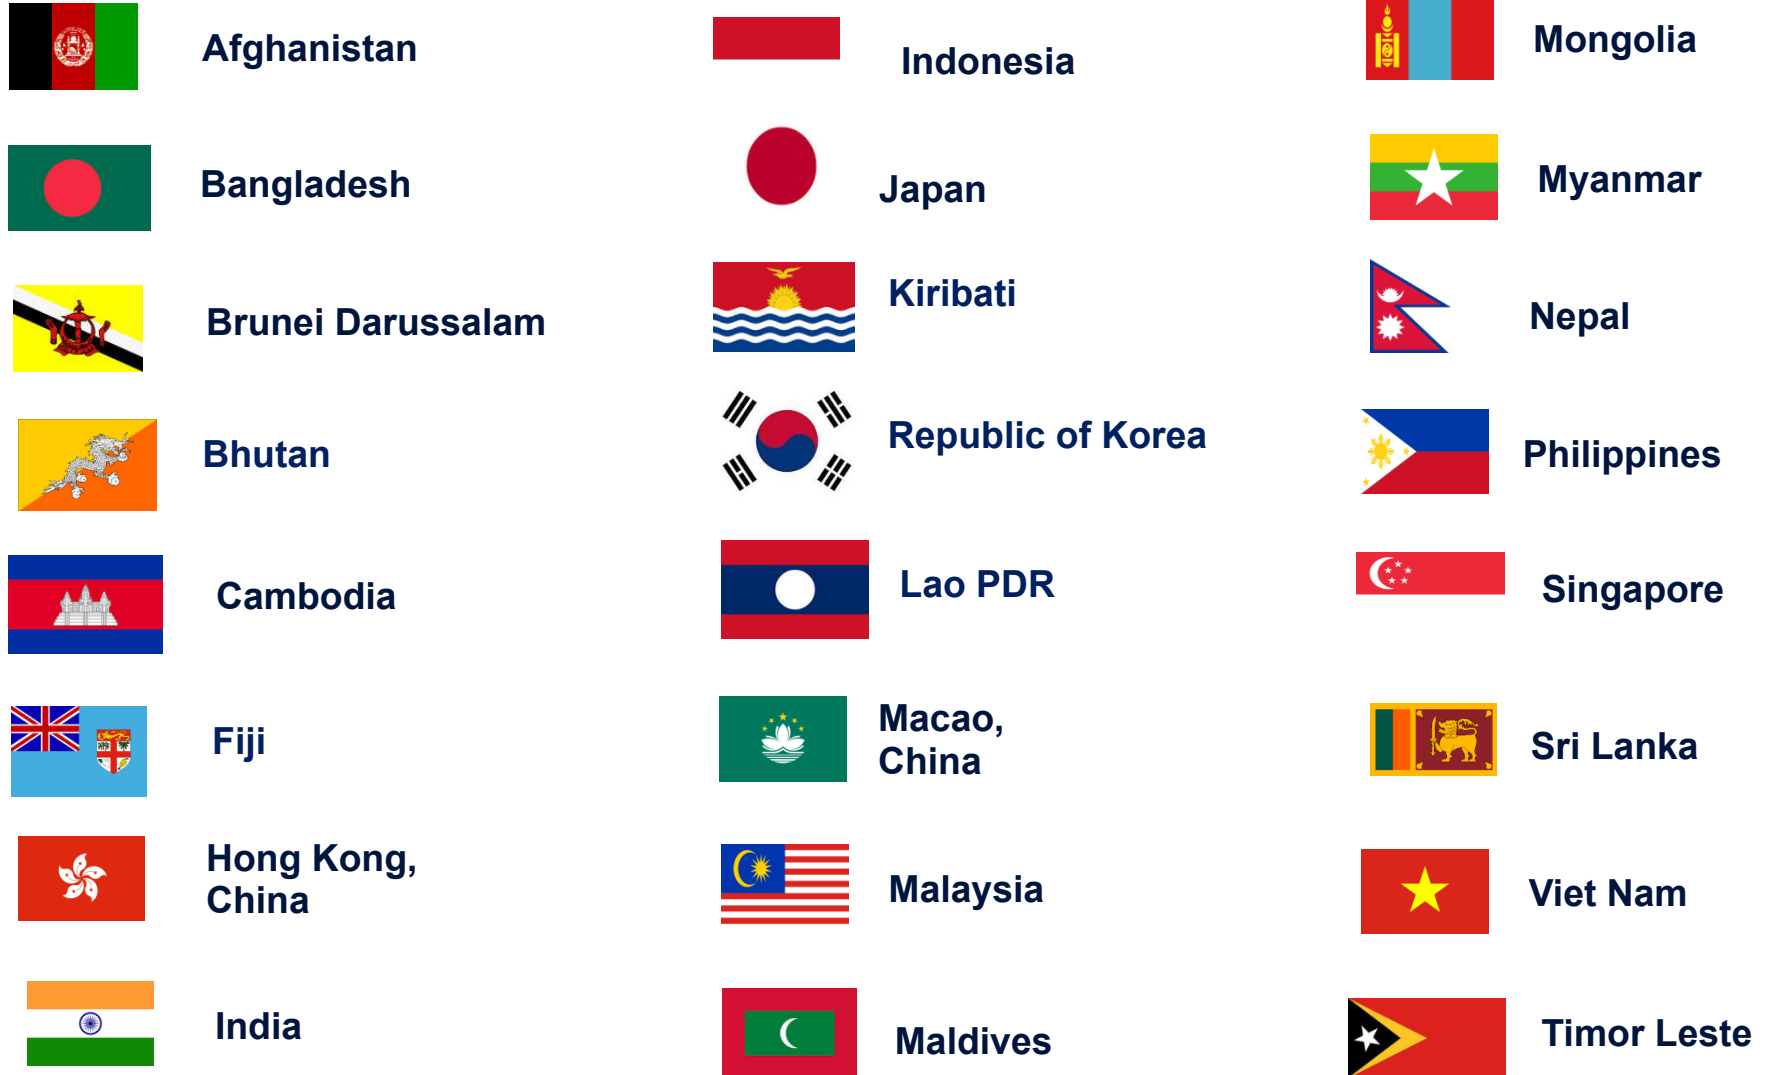 Afghanistan
Bangladesh
Brunei Darussalam
Bhutan
Cambodia
Fiji
Hong Kong,
China
India
Indonesia
Japan
Kiribati
Republic of Korea
Lao PDR
Macao,
China
Malaysia
Maldives
Mongolia
Myanmar
Nepal
Philippines
Singapore
Sri Lanka
Viet Nam
Timor Leste